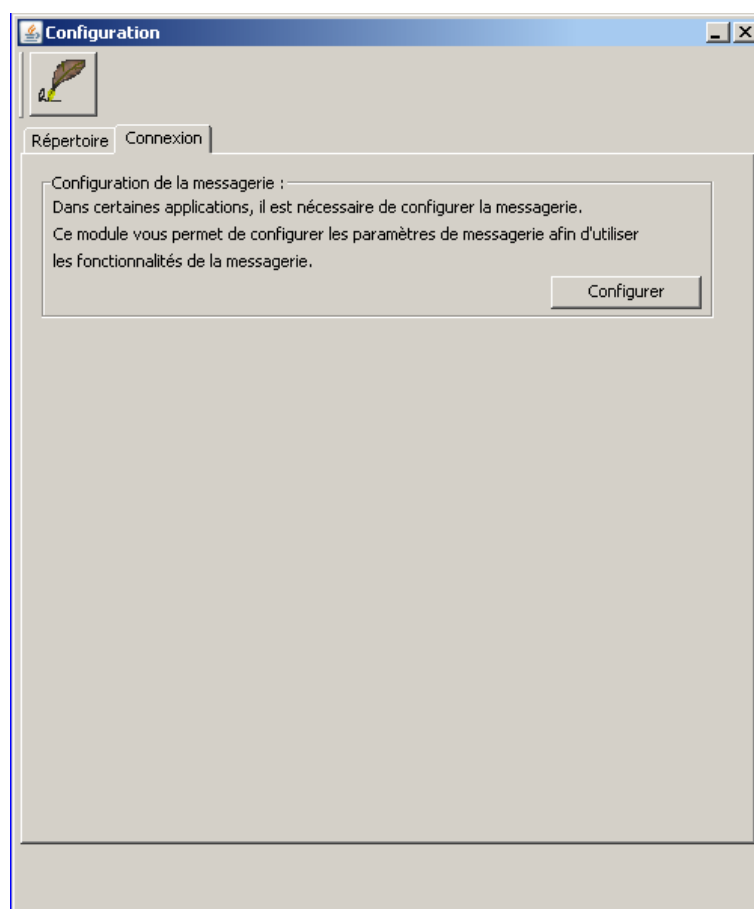 Configuration
Répertoire
Connexion
Configuration de la messagerie :
Dans certaines applications, il est nécessaire de configurer la messagerie.
Ce module vous permet de configurer les paramètres de messagerie afin d'utiliser
les fonctionnalités de la messagerie.
Configurer